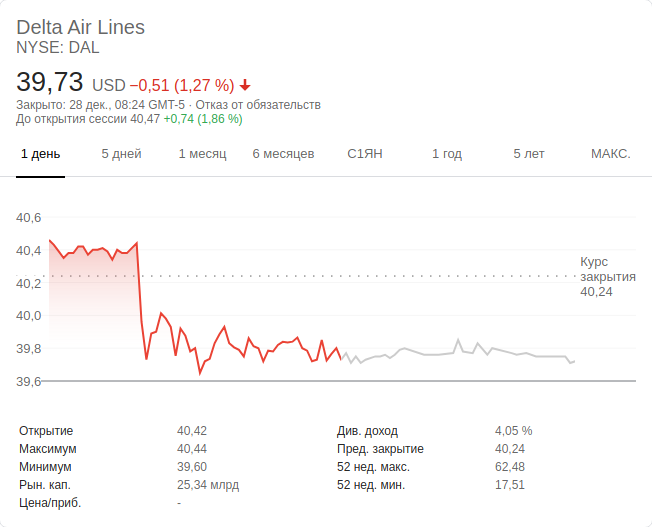 Delta Air Lines
NYSE: DAL
39,73 USD −0,51 (1,27 %)
Закрыто: 28 дек., 08:24 GMT-5 · Отказ от обязательств
До открытия сессии 40,47 +0,74 (1,86 %)
1 день 5 дней 1 месяц 6 месяцев С1ЯН 1 год 5 лет МАКС.
40,6
40,4
Курс
закрытия
40,2
40,24
40,0
39,8
39,6
Открытие 40,42 Див. доход 4,05 %
Максимум 40,44 Пред. закрытие 40,24
Минимум 39,60 52 нед. макс. 62,48
Рын. кап. 25,34 млрд 52 нед. мин. 17,51
Цена/приб. -